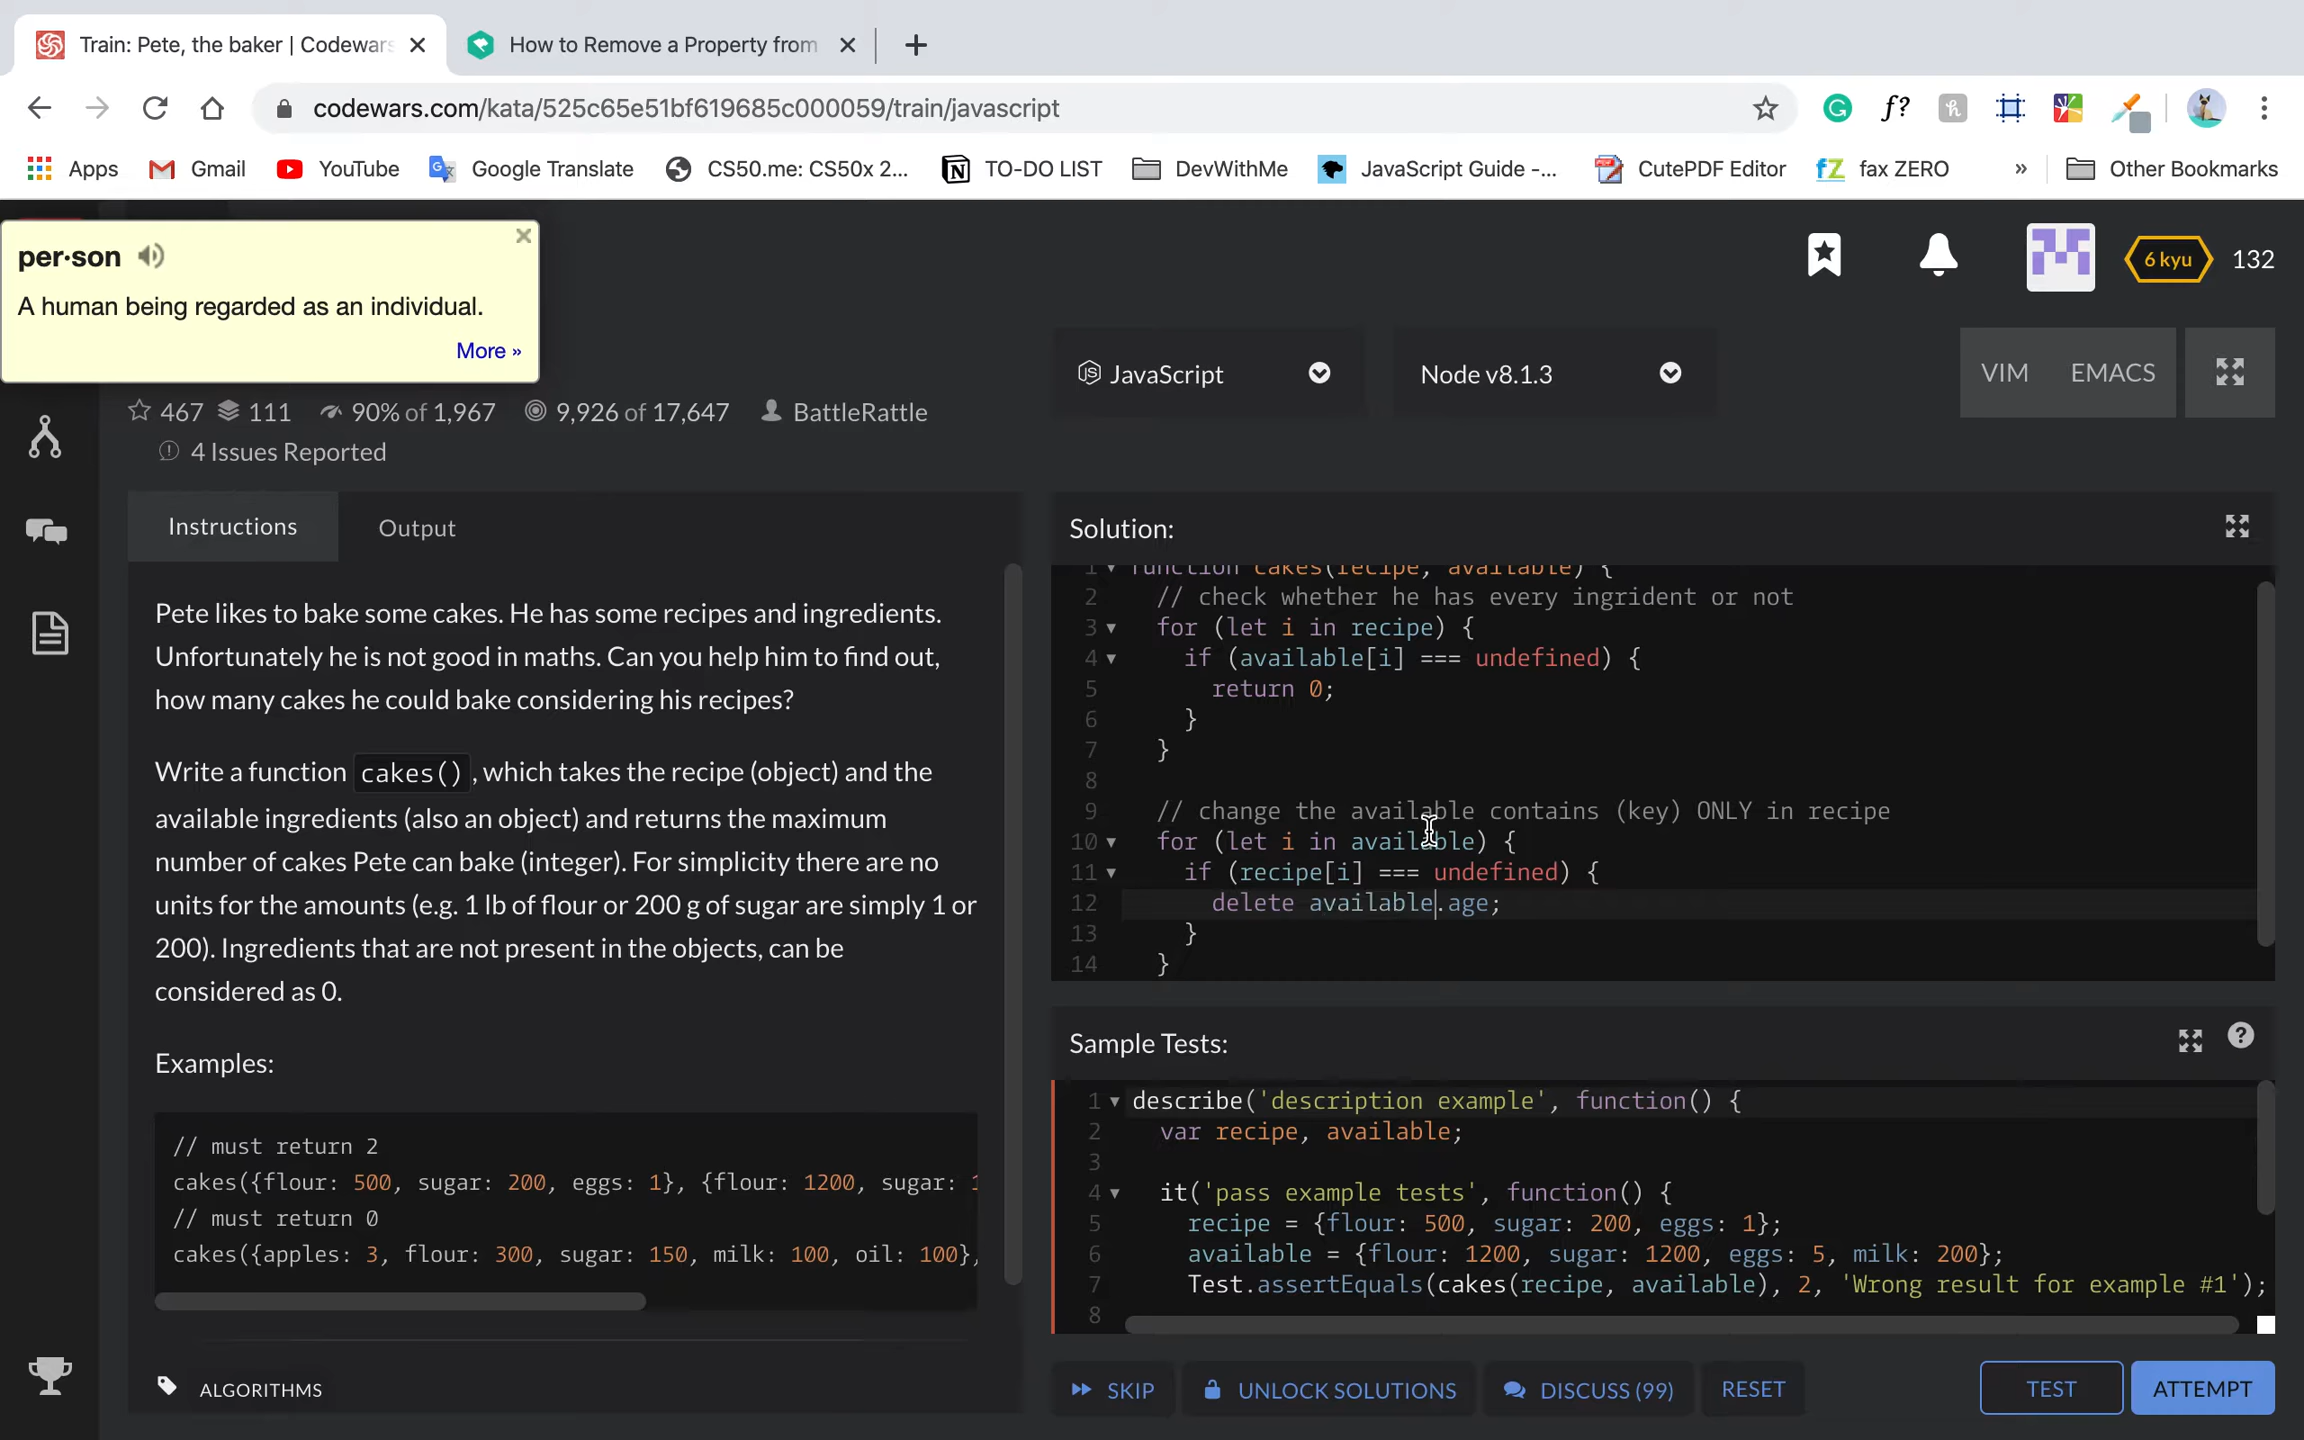 Train: Pete, the baker | Codewars
How to Remove a Property from
codewars.com/kata/525c65e51bf619685c000059/train/javascript
f?
h
Apps
Gmail
YouTube
Google Translate
CS50.me: CS50x 2...
TO-DO LIST
DevWithMe
JavaScript Guide -...
CutePDF Editor
fax ZERO
»
Other Bookmarks
per·son
A human being regarded as an individual.
More »
6 kyu
132
JavaScript
Node v8.1.3
VIM
EMACS
467
111
90% of 1,967
9,926 of 17,647
BattleRattle
4 Issues Reported
Instructions
Output
Pete likes to bake some cakes. He has some recipes and ingredients.
Unfortunately he is not good in maths. Can you help him to find out,
how many cakes he could bake considering his recipes?
Write a function cakes(), which takes the recipe (object) and the
available ingredients (also an object) and returns the maximum
number of cakes Pete can bake (integer). For simplicity there are no
units for the amounts (e.g. 1 lb of flour or 200 g of sugar are simply 1 or
200). Ingredients that are not present in the objects, can be
considered as 0.
Examples:
// must return 2
cakes({flour: 500, sugar: 200, eggs: 1}, {flour: 1200, sugar: 1
// must return 0
cakes({apples: 3, flour: 300, sugar: 150, milk: 100, oil: 100},
ALGORITHMS
Solution:
1 function cakes(recipe, available) {
2 // check whether he has every ingrident or not
3 for (let i in recipe) {
4 if (available[i] === undefined) {
5 return 0;
6 }
7 }
8
9 // change the available contains (key) ONLY in recipe
10 for (let i in available) {
11 if (recipe[i] === undefined) {
12 delete available.age;
13 }
14 }
Sample Tests:
1 describe('description example', function() {
2 var recipe, available;
3
4 it('pass example tests', function() {
5 recipe = {flour: 500, sugar: 200, eggs: 1};
6 available = {flour: 1200, sugar: 1200, eggs: 5, milk: 200};
7 Test.assertEquals(cakes(recipe, available), 2, 'Wrong result for example #1');
8
SKIP
UNLOCK SOLUTIONS
DISCUSS (99)
RESET
TEST
ATTEMPT